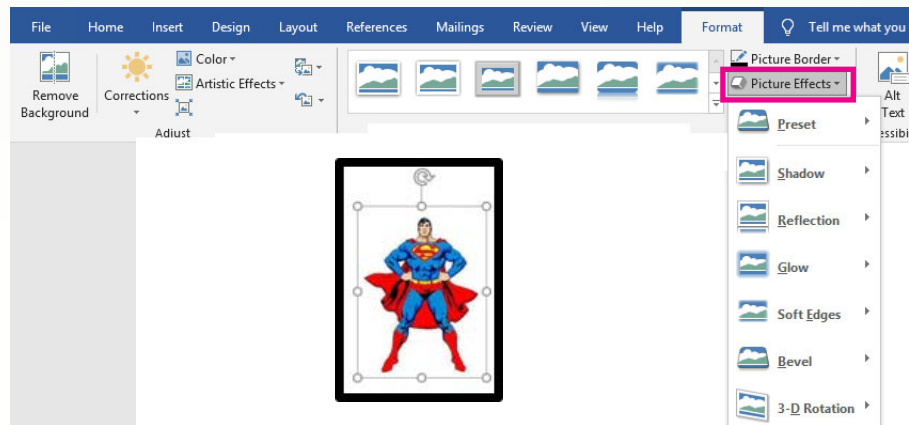 File Home Insert Design Layout References Mailings Review View Help Format Tell me what you
Remove
Background
Corrections
Color
Artistic Effects
Adjust
Picture Border
Picture Effects
Alt
Text
Preset
Shadow
Reflection
Glow
Soft Edges
Bevel
3-D Rotation